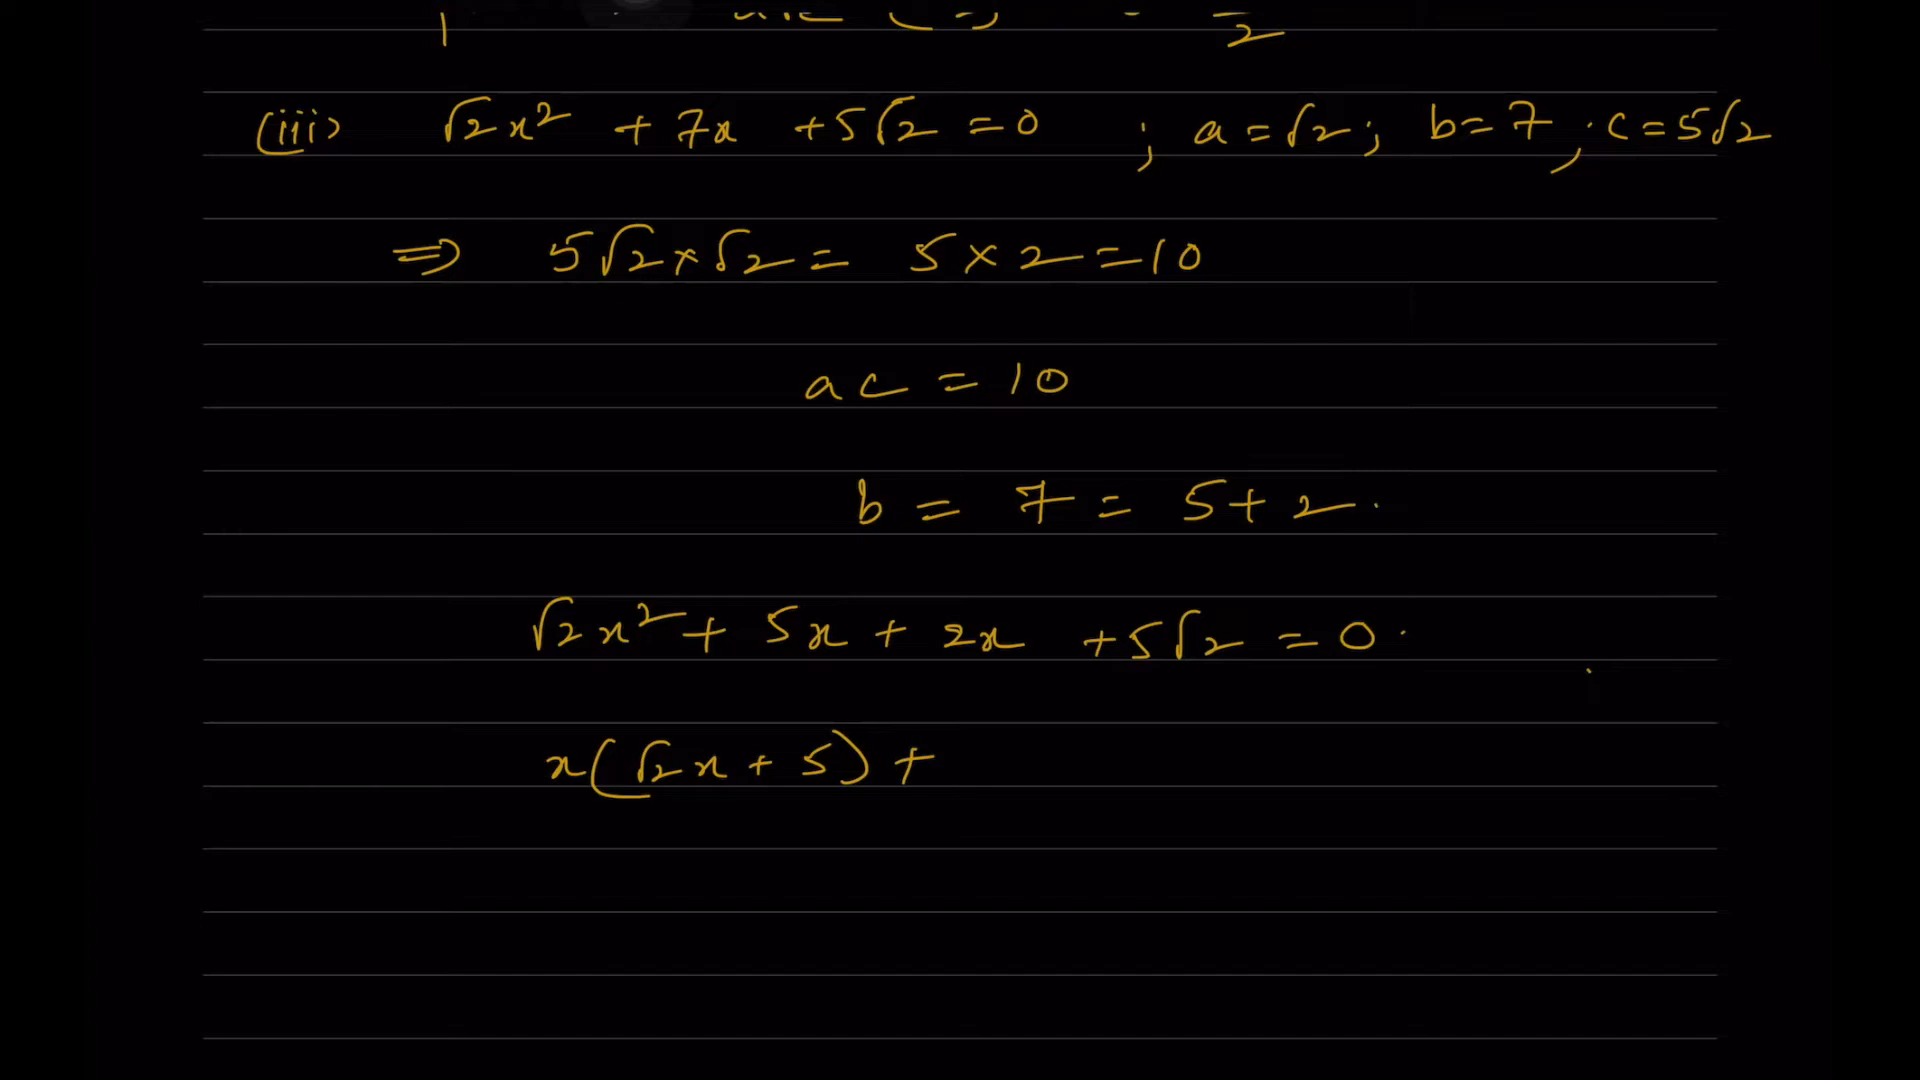 2
(iii) √2x² + 7x + 5√2 = 0 ; a = √2 ; b = 7 ; c = 5√2
⇒ 5√2 × √2 = 5 × 2 = 10
ac = 10
b = 7 = 5 + 2.
√2x² + 5x + 2x + 5√2 = 0.
x(√2x + 5) +